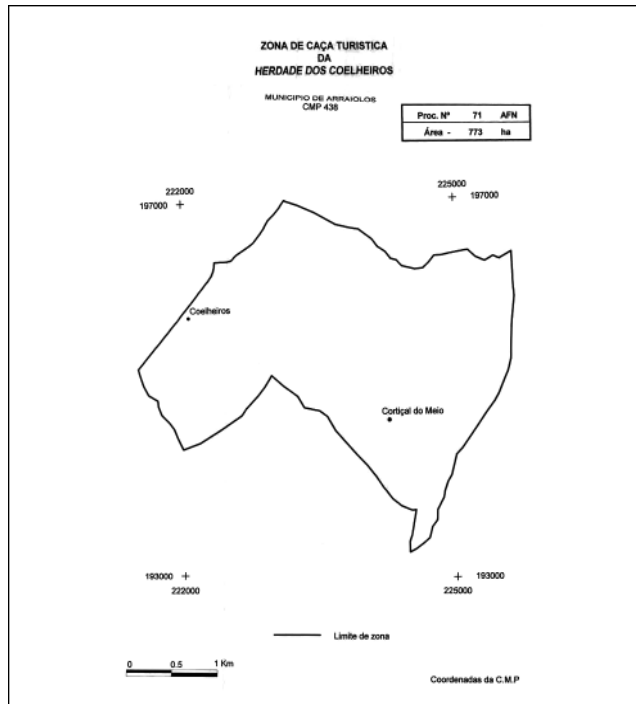 ZONA DE CAÇA TURISTICA
DA
HERDADE DOS COELHEIROS
MUNICIPIO DE ARRAIOLOS
CMP 438
Proc. Nº 71 AFN
Área - 773 ha
222000
197000
225000
197000
Coelheiros
Cortiçal do Meio
193000
222000
193000
225000
Limite de zona
0 0.5 1 Km
Coordenadas da C.M.P